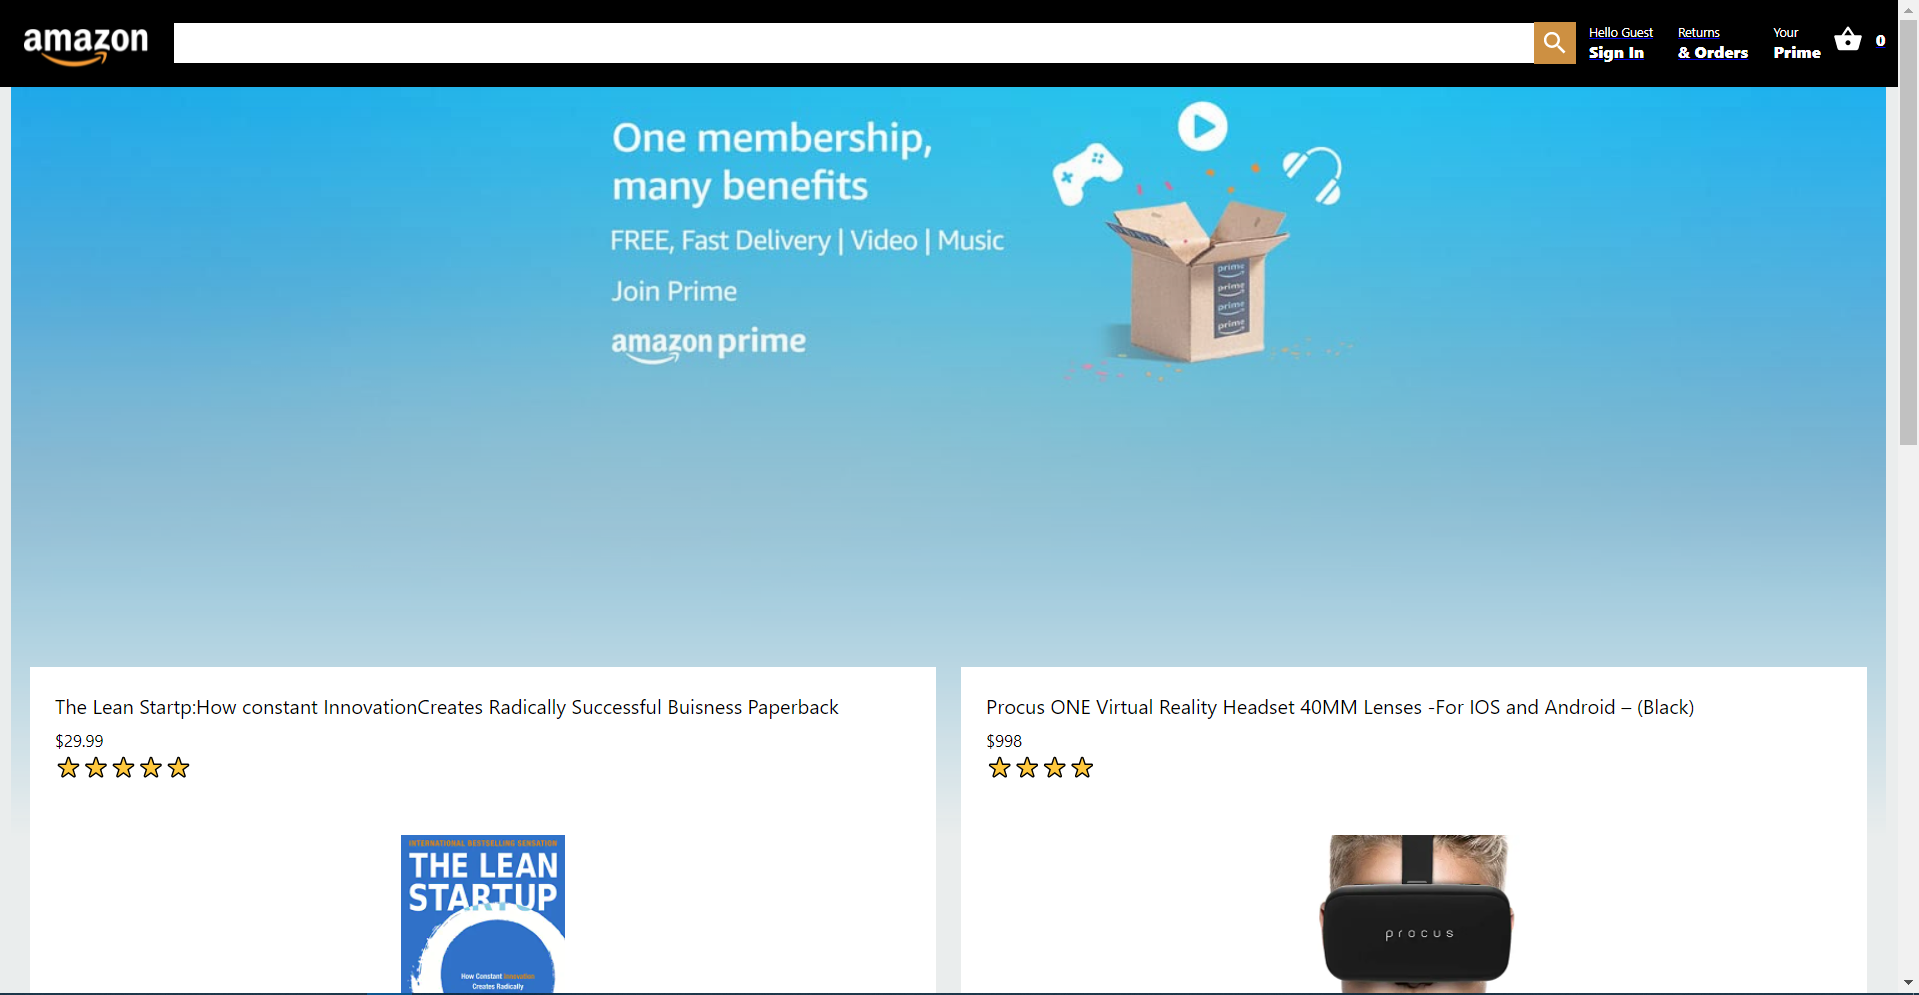 amazon
Hello Guest
Sign In
Returns
& Orders
Your
Prime
0
One membership,
many benefits
FREE, Fast Delivery | Video | Music
Join Prime
amazon prime
prime
prime
prime
prime
The Lean Startp:How constant InnovationCreates Radically Successful Buisness Paperback
$29.99
Procus ONE Virtual Reality Headset 40MM Lenses -For IOS and Android – (Black)
$998
INTERNATIONAL BESTSELLING SENSATION
THE LEAN
STARTUP
How Constant Innovation
Creates Radically
procus